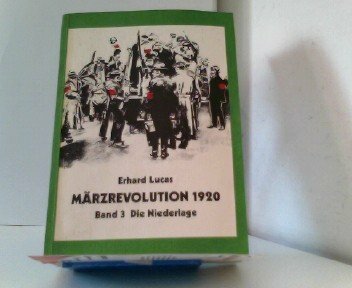 Erhard Lucas
MÄRZREVOLUTION 1920
Band 3 Die Niederlage